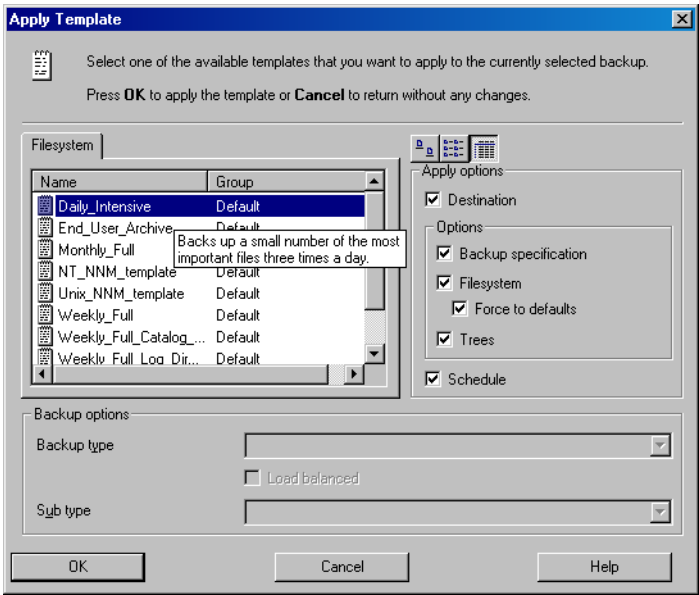 Apply Template
Select one of the available templates that you want to apply to the currently selected backup.
Press OK to apply the template or Cancel to return without any changes.
Filesystem
Name Group
Daily_Intensive Default
End_User_Archive Default
Backs up a small number of the most
important files three times a day.
Monthly_Full
NT_NNM_template Default
Unix_NNM_template Default
Weekly_Full Default
Weekly_Full_Catalog_... Default
Weekly_Full_Log_Dir... Default
Apply options
Destination
Options
Backup specification
Filesystem
Force to defaults
Trees
Schedule
Backup options
Backup type
Load balanced
Sub type
OK Cancel Help